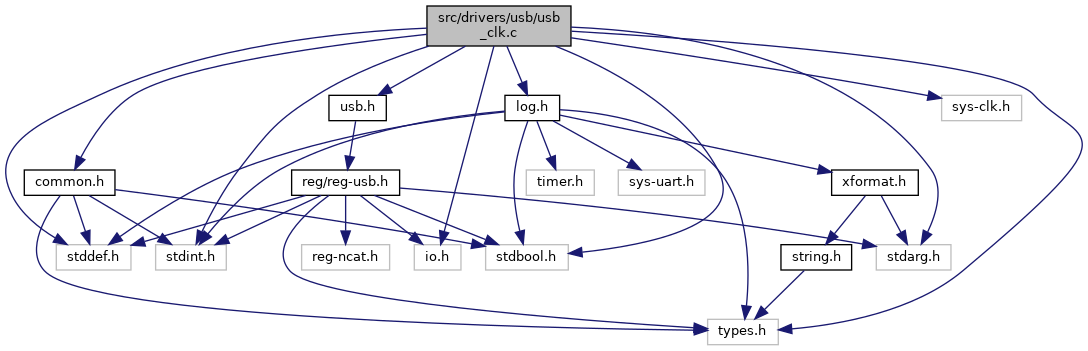 src/drivers/usb/usb
_clk.c
usb.h
log.h
sys-clk.h
common.h
reg/reg-usb.h
timer.h
sys-uart.h
xformat.h
stddef.h
stdint.h
reg-ncat.h
io.h
stdbool.h
string.h
stdarg.h
types.h